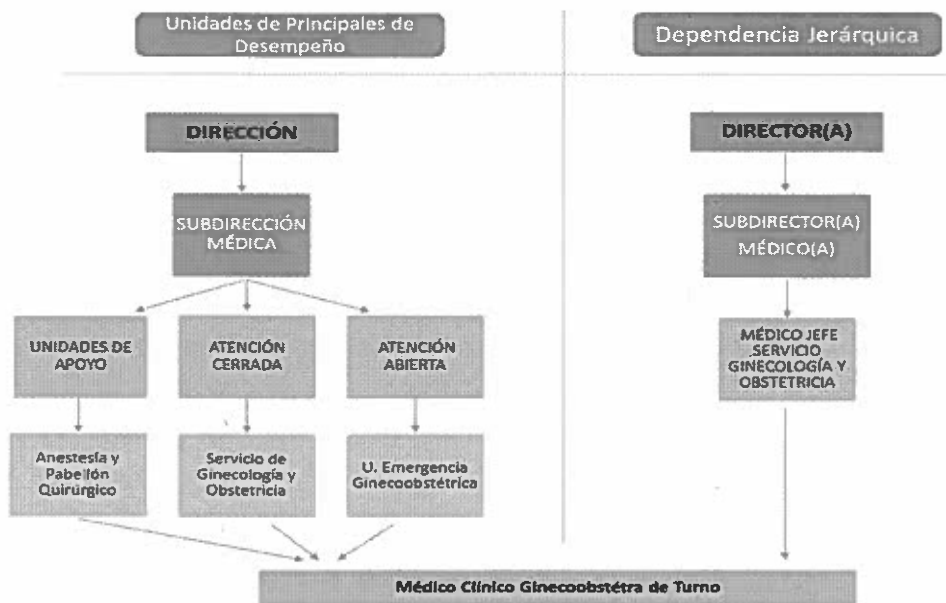 Unidades de Principales de
Desempeño
Dependencia Jerárquica
DIRECCIÓN
DIRECTOR(A)
SUBDIRECCIÓN
MÉDICA
SUBDIRECTOR(A)
MÉDICO(A)
UNIDADES DE
APOYO
ATENCIÓN
CERRADA
ATENCIÓN
ABIERTA
MÉDICO JEFE
SERVICIO
GINECOLOGÍA Y
OBSTETRICIA
Anestesía y
Pabellón
Quirúrgico
Servicio de
Ginecología y
Obstetricia
U. Emergencia
Ginecoobstétrica
Médico Clínico Ginecoobstétra de Turno